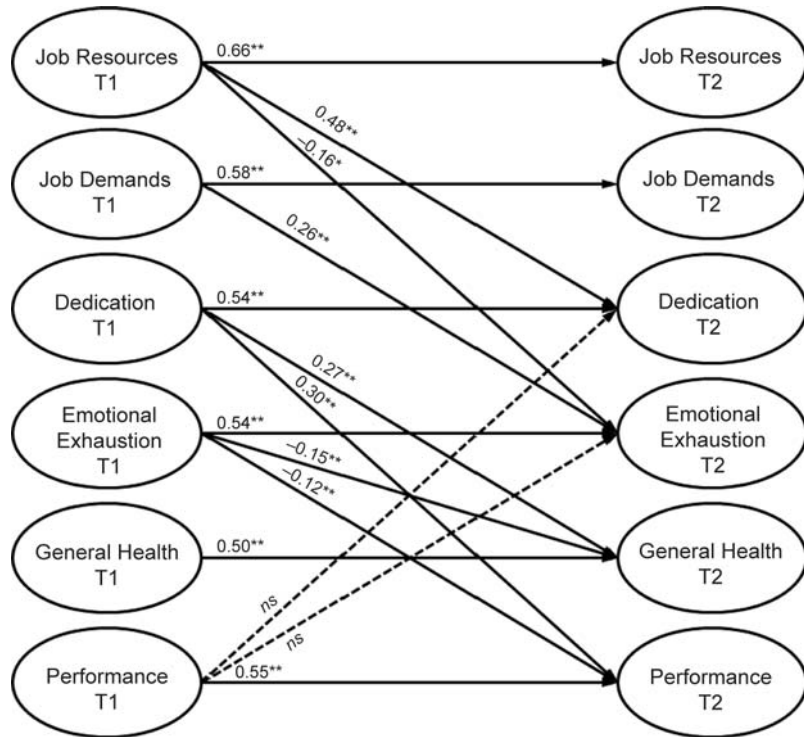 Job Resources
T1
0.66**
Job Resources
T2
0.48**
–0.16*
Job Demands
T1
0.58**
Job Demands
T2
0.26**
Dedication
T1
0.54**
Dedication
T2
0.27**
0.30**
Emotional
Exhaustion
T1
0.54**
Emotional
Exhaustion
T2
–0.15**
–0.12**
General Health
T1
0.50**
General Health
T2
ns
ns
Performance
T1
0.55**
Performance
T2